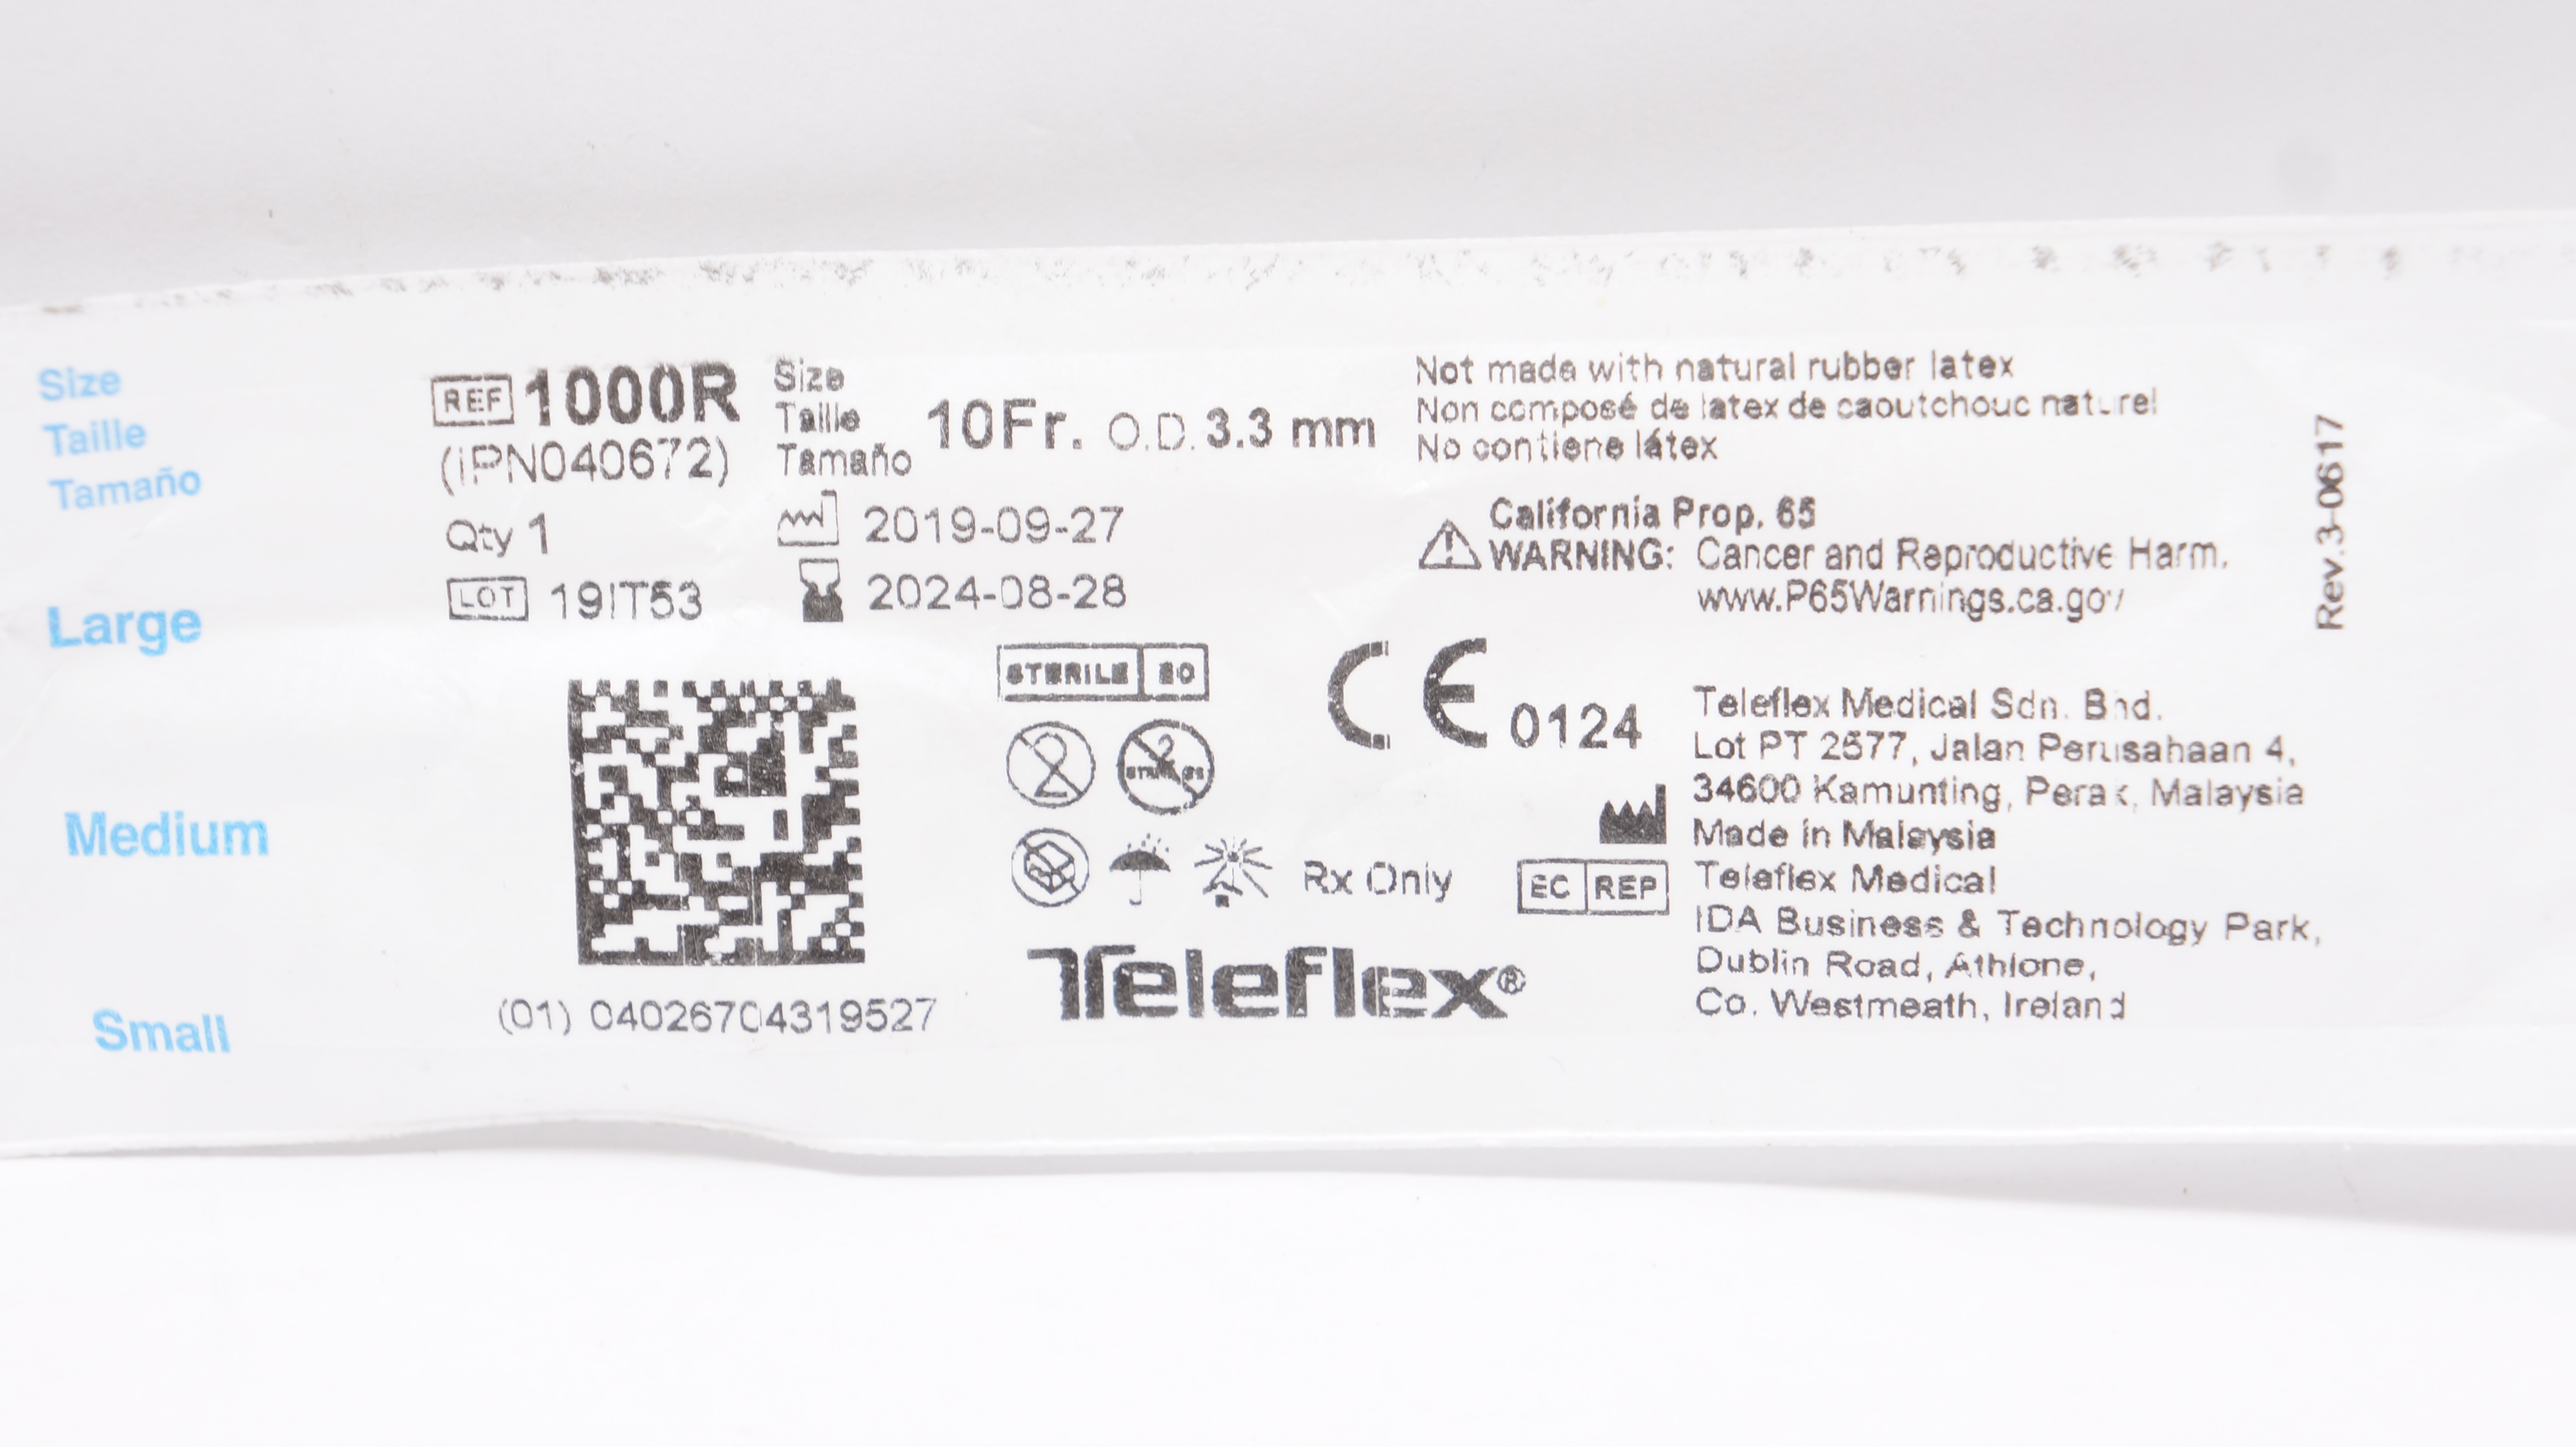 Size
Taille
Tamaño
Large
Medium
Small
REF 1000R
(IPN040672)
Qty 1
LOT 19IT53
Size
Taille
Tamaño
10Fr. O.D. 3.3 mm
2019-09-27
2024-08-28
(01) 04026704319527
STERILE EO
2
2
Rx Only
Teleflex®
Not made with natural rubber latex
Non composé de latex de caoutchouc naturel
No contiene látex
California Prop. 65
WARNING: Cancer and Reproductive Harm.
www.P65Warnings.ca.gov
CE 0124
Teleflex Medical Sdn. Bhd.
Lot PT 2577, Jalan Perusahaan 4,
34600 Kamunting, Perak, Malaysia
Made in Malaysia
EC REP
Teleflex Medical
IDA Business & Technology Park,
Dublin Road, Athlone,
Co. Westmeath, Ireland
Rev.3-0617